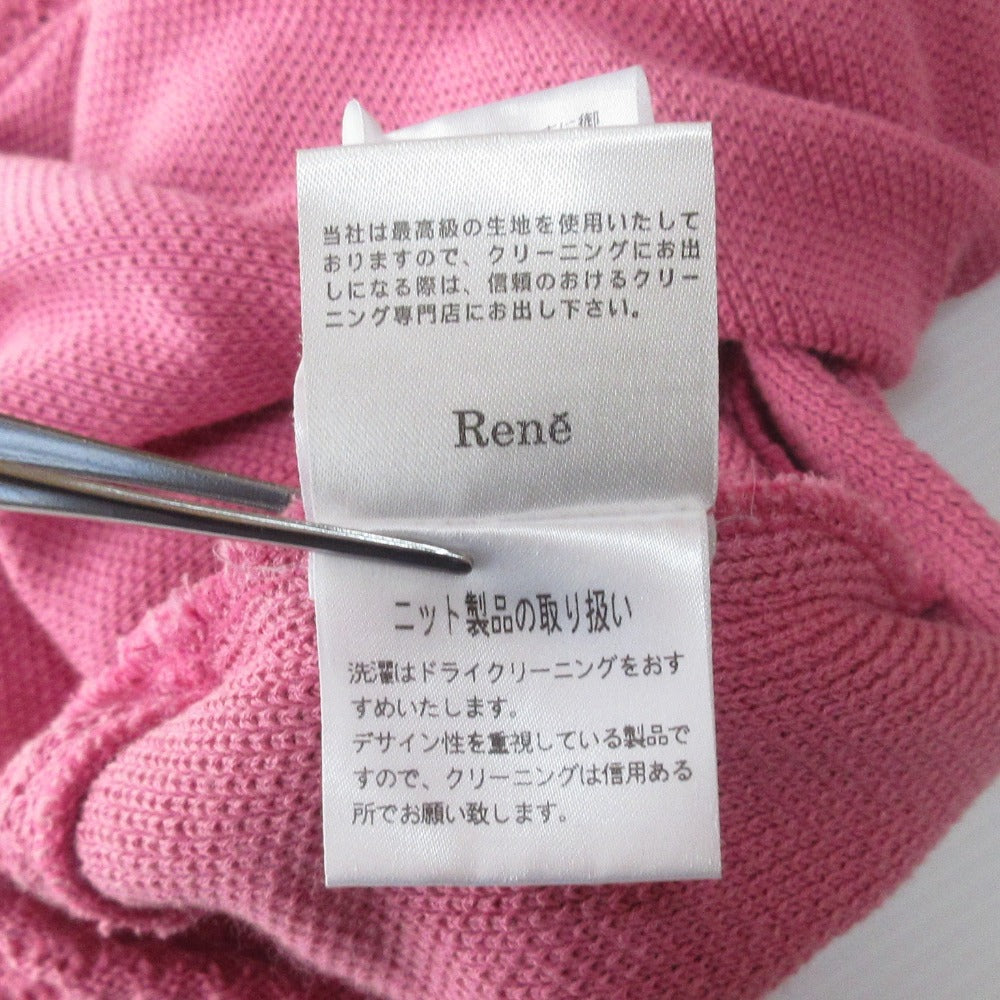 に御
当社は最高級の生地を使用いたして
おりますので、クリーニングにお出
しになる際は、信頼のおけるクリー
ニング専門店にお出し下さい。
René
ニット製品の取り扱い
洗濯はドライクリーニングをおす
すめいたします。
デザイン性を重視している製品で
すので、クリーニングは信用ある
所でお願い致します。